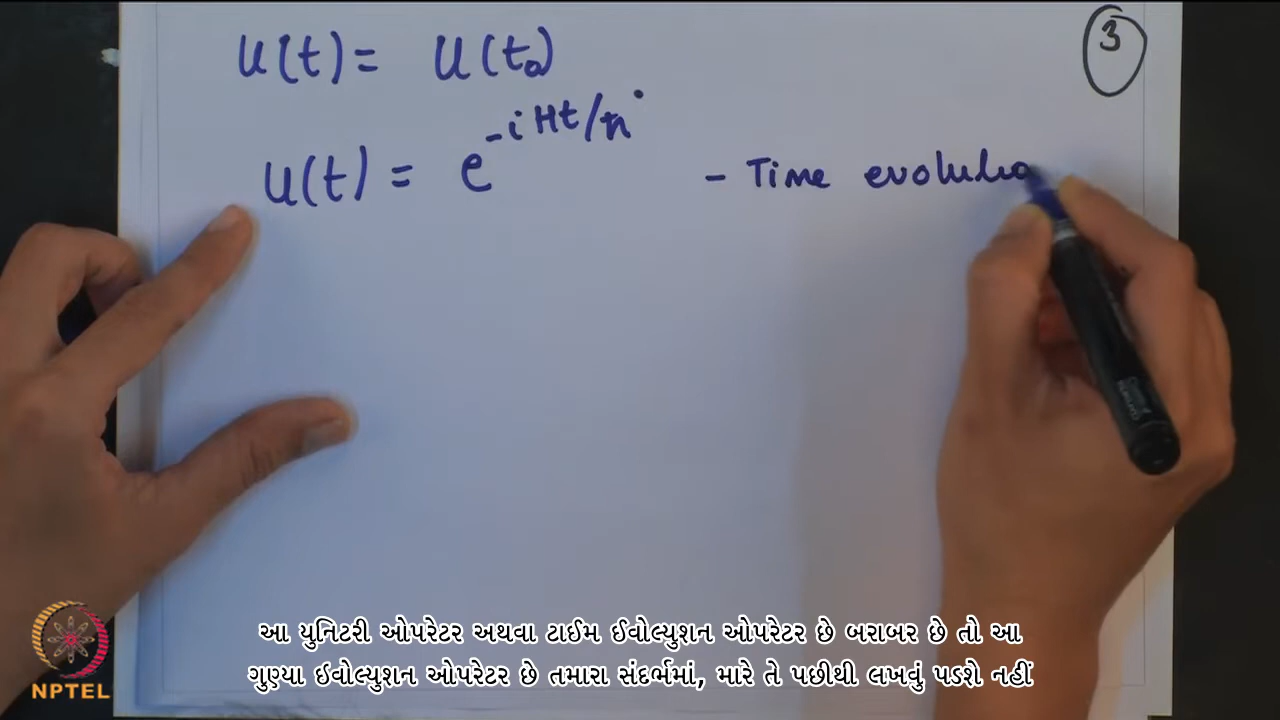 U(t) = U(t₀)
③
U(t) = e^{-iHt/ħ} - Time evolutio
આ યુનિટરી ઓપરેટર અથવા ટાઈમ ઈવોલ્યુશન ઓપરેટર છે બરાબર છે તો આ
ગુણ્યા ઇવોલ્યુશન ઓપરેટર છે તમારા સંદર્ભમાં, મારે તે પછીથી લખવું પડશે નહીં
NPTEL